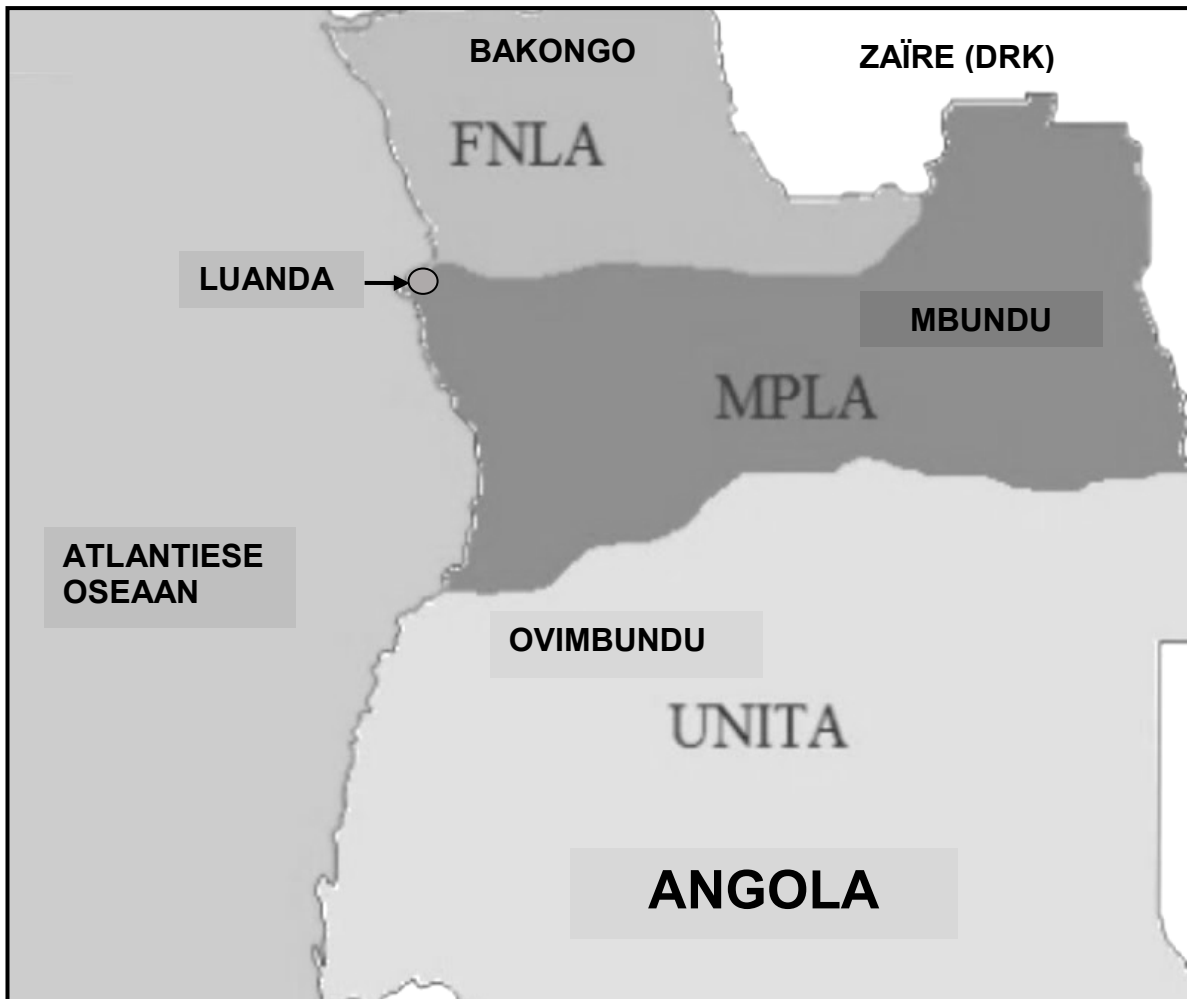 BAKONGO
ZAÏRE (DRK)
FNLA
LUANDA
MBUNDU
MPLA
ATLANTIESE
OSEAAN
OVIMBUNDU
UNITA
ANGOLA